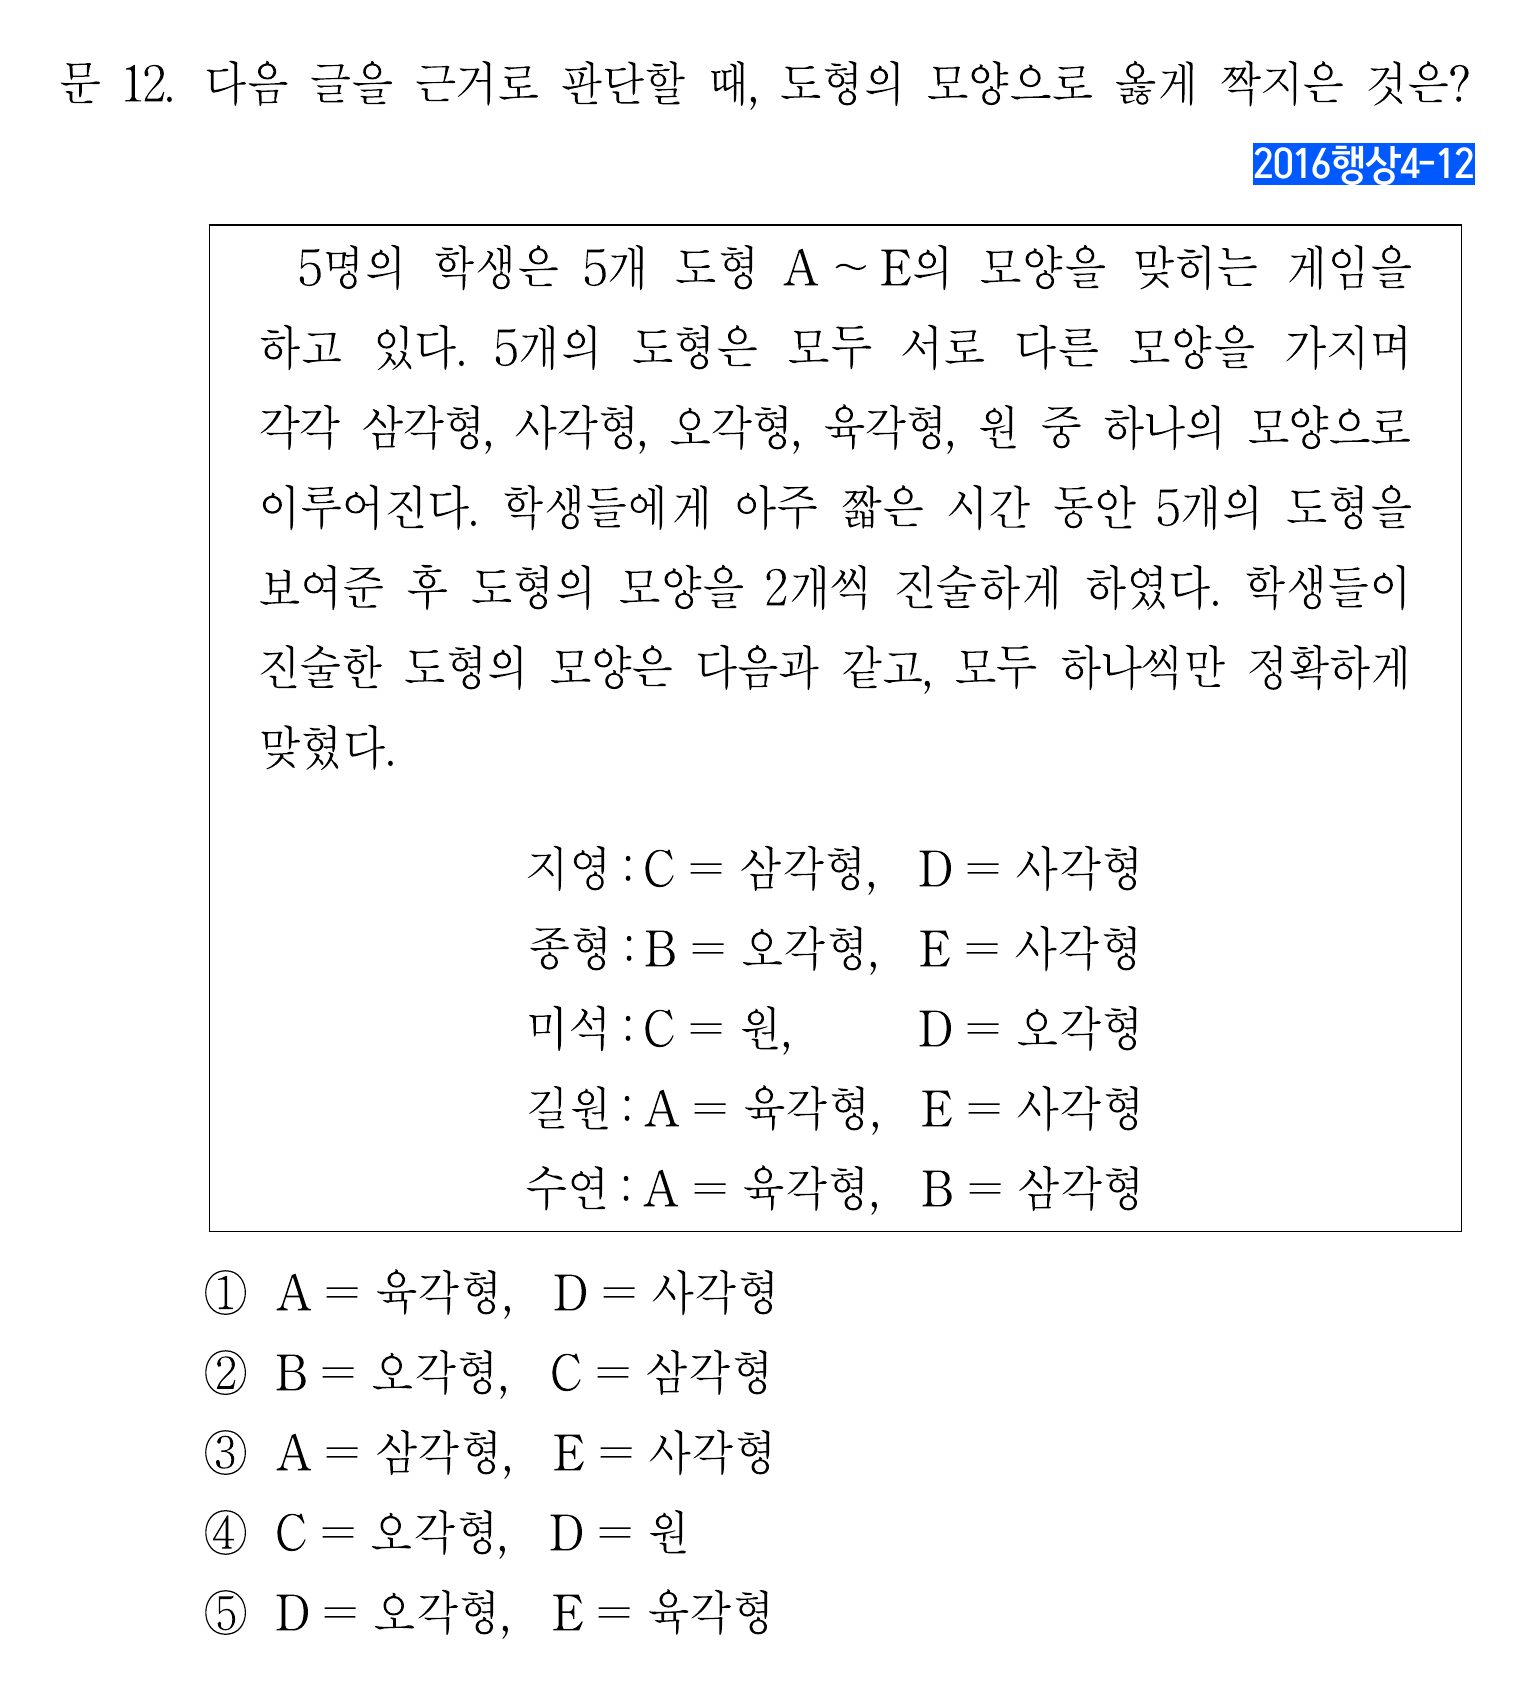 문 12. 다음 글을 근거로 판단할 때, 도형의 모양으로 옳게 짝지은 것은?
2016행상4-12
5명의 학생은 5개 도형 A ~ E의 모양을 맞히는 게임을
하고 있다. 5개의 도형은 모두 서로 다른 모양을 가지며
각각 삼각형, 사각형, 오각형, 육각형, 원 중 하나의 모양으로
이루어진다. 학생들에게 아주 짧은 시간 동안 5개의 도형을
보여준 후 도형의 모양을 2개씩 진술하게 하였다. 학생들이
진술한 도형의 모양은 다음과 같고, 모두 하나씩만 정확하게
맞혔다.
지영 : C = 삼각형, D = 사각형
종형 : B = 오각형, E = 사각형
미석 : C = 원, D = 오각형
길원 : A = 육각형, E = 사각형
수연 : A = 육각형, B = 삼각형
① A = 육각형, D = 사각형
② B = 오각형, C = 삼각형
③ A = 삼각형, E = 사각형
④ C = 오각형, D = 원
⑤ D = 오각형, E = 육각형